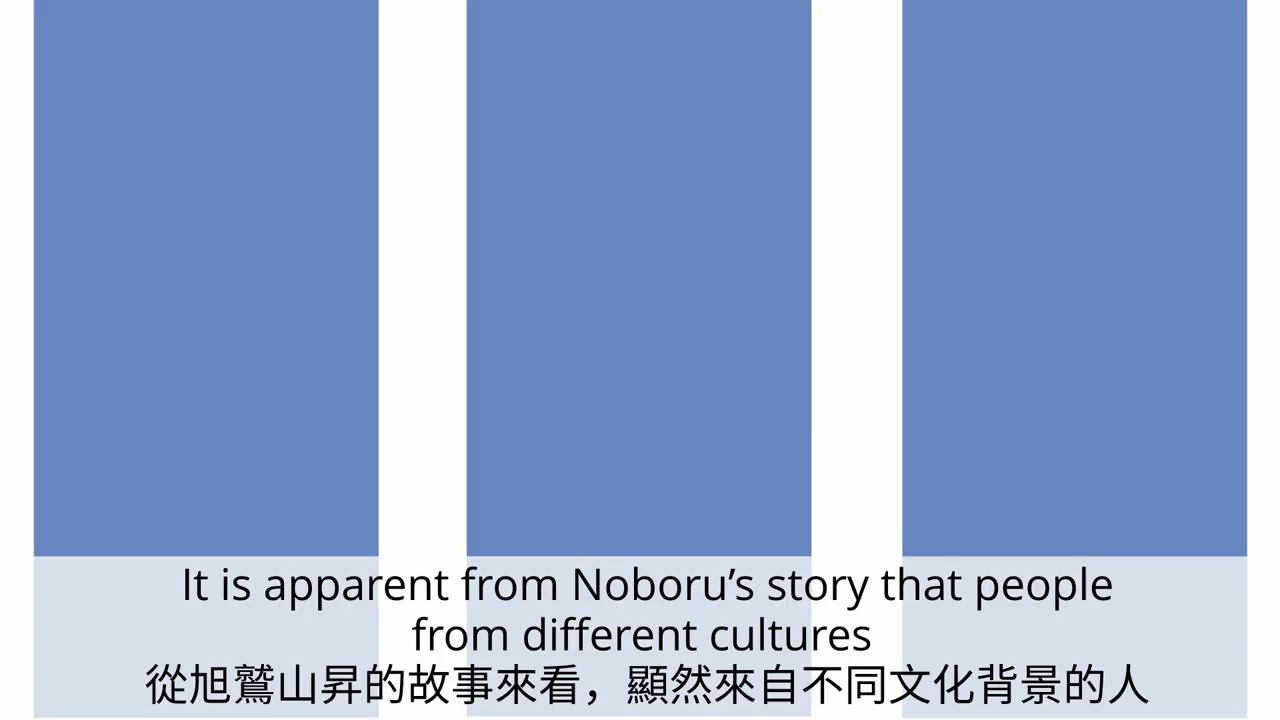 It is apparent from Noboru’s story that people
from different cultures
從旭鷲山昇的故事來看，顯然來自不同文化背景的人